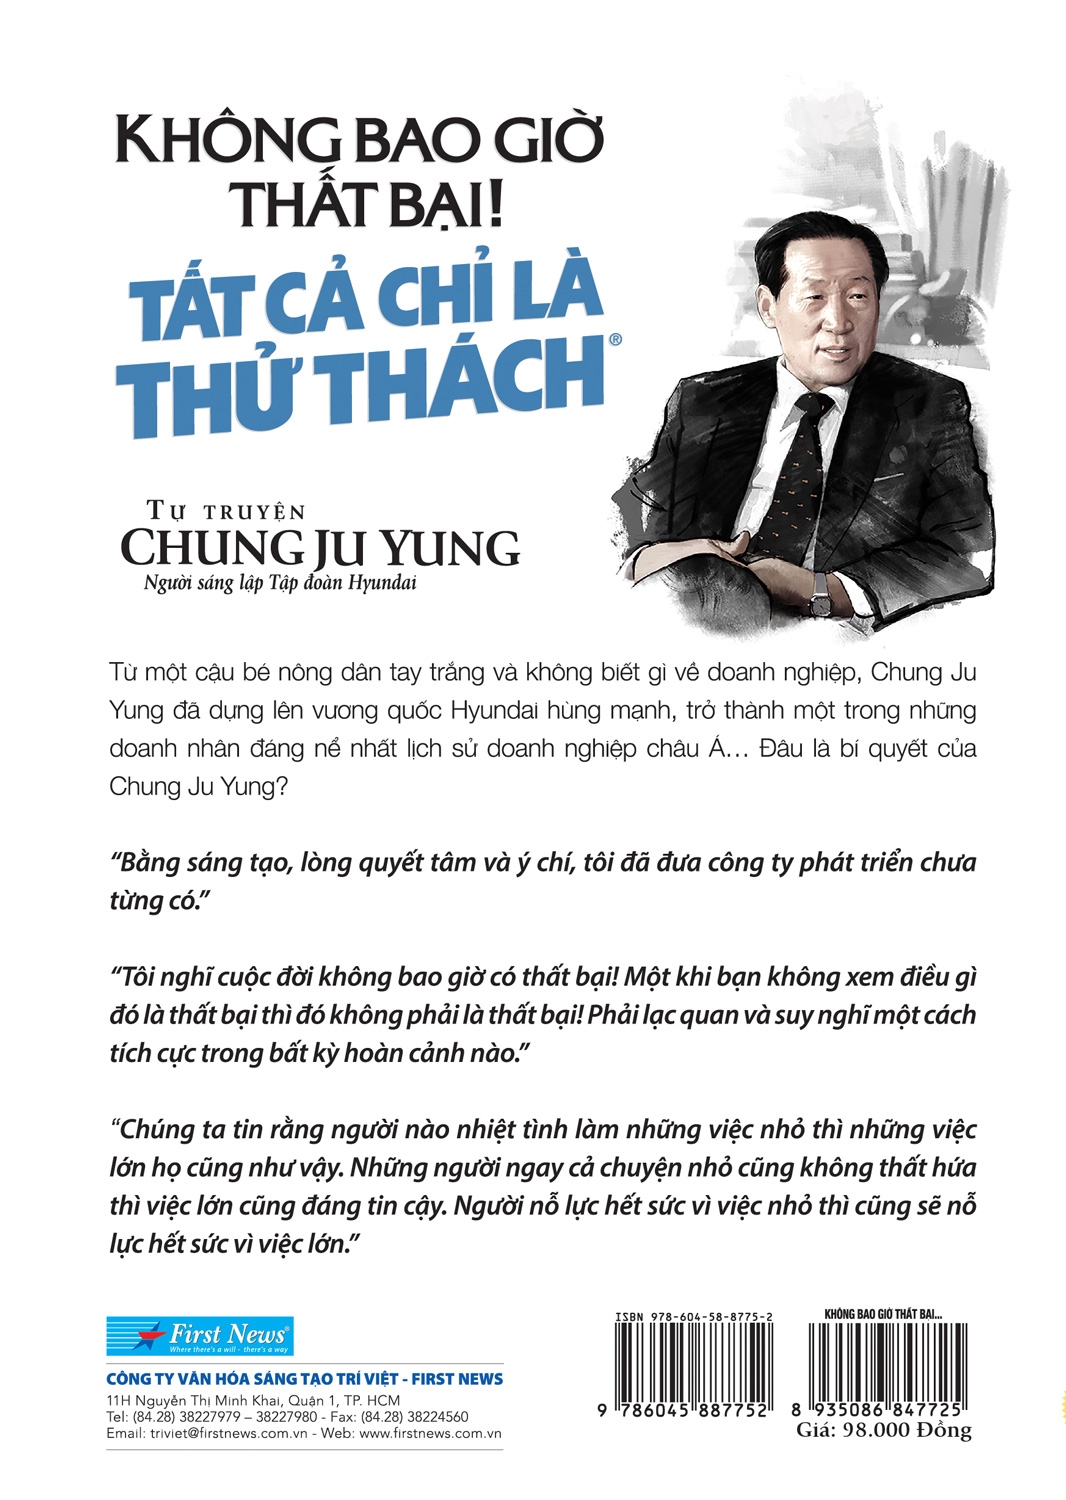 KHÔNG BAO GIỜ
THẤT BẠI!
TẤT CẢ CHỈ LÀ
THỬ THÁCH®
TỰ TRUYỆN
CHUNG JU YUNG
Người sáng lập Tập đoàn Hyundai
Từ một cậu bé nông dân tay trắng và không biết gì về doanh nghiệp, Chung Ju
Yung đã dựng lên vương quốc Hyundai hùng mạnh, trở thành một trong những
doanh nhân đáng nể nhất lịch sử doanh nghiệp châu Á... Đâu là bí quyết của
Chung Ju Yung?
“Bằng sáng tạo, lòng quyết tâm và ý chí, tôi đã đưa công ty phát triển chưa
từng có.”
“Tôi nghĩ cuộc đời không bao giờ có thất bại! Một khi bạn không xem điều gì
đó là thất bại thì đó không phải là thất bại! Phải lạc quan và suy nghĩ một cách
tích cực trong bất kỳ hoàn cảnh nào.”
“Chúng ta tin rằng người nào nhiệt tình làm những việc nhỏ thì những việc
lớn họ cũng như vậy. Những người ngay cả chuyện nhỏ cũng không thất hứa
thì việc lớn cũng đáng tin cậy. Người nỗ lực hết sức vì việc nhỏ thì cũng sẽ nỗ
lực hết sức vì việc lớn.”
First News®
Where there's a will - there's a way
CÔNG TY VĂN HÓA SÁNG TẠO TRÍ VIỆT - FIRST NEWS
11H Nguyễn Thị Minh Khai, Quận 1, TP. HCM
Tel: (84.28) 38227979 – 38227980 - Fax: (84.28) 38224560
Email: triviet@firstnews.com.vn - Web: www.firstnews.com.vn
ISBN 978-604-58-8775-2
9 786045 887752
KHÔNG BAO GIỜ THẤT BẠI...
8 935086 847725
Giá: 98.000 Đồng